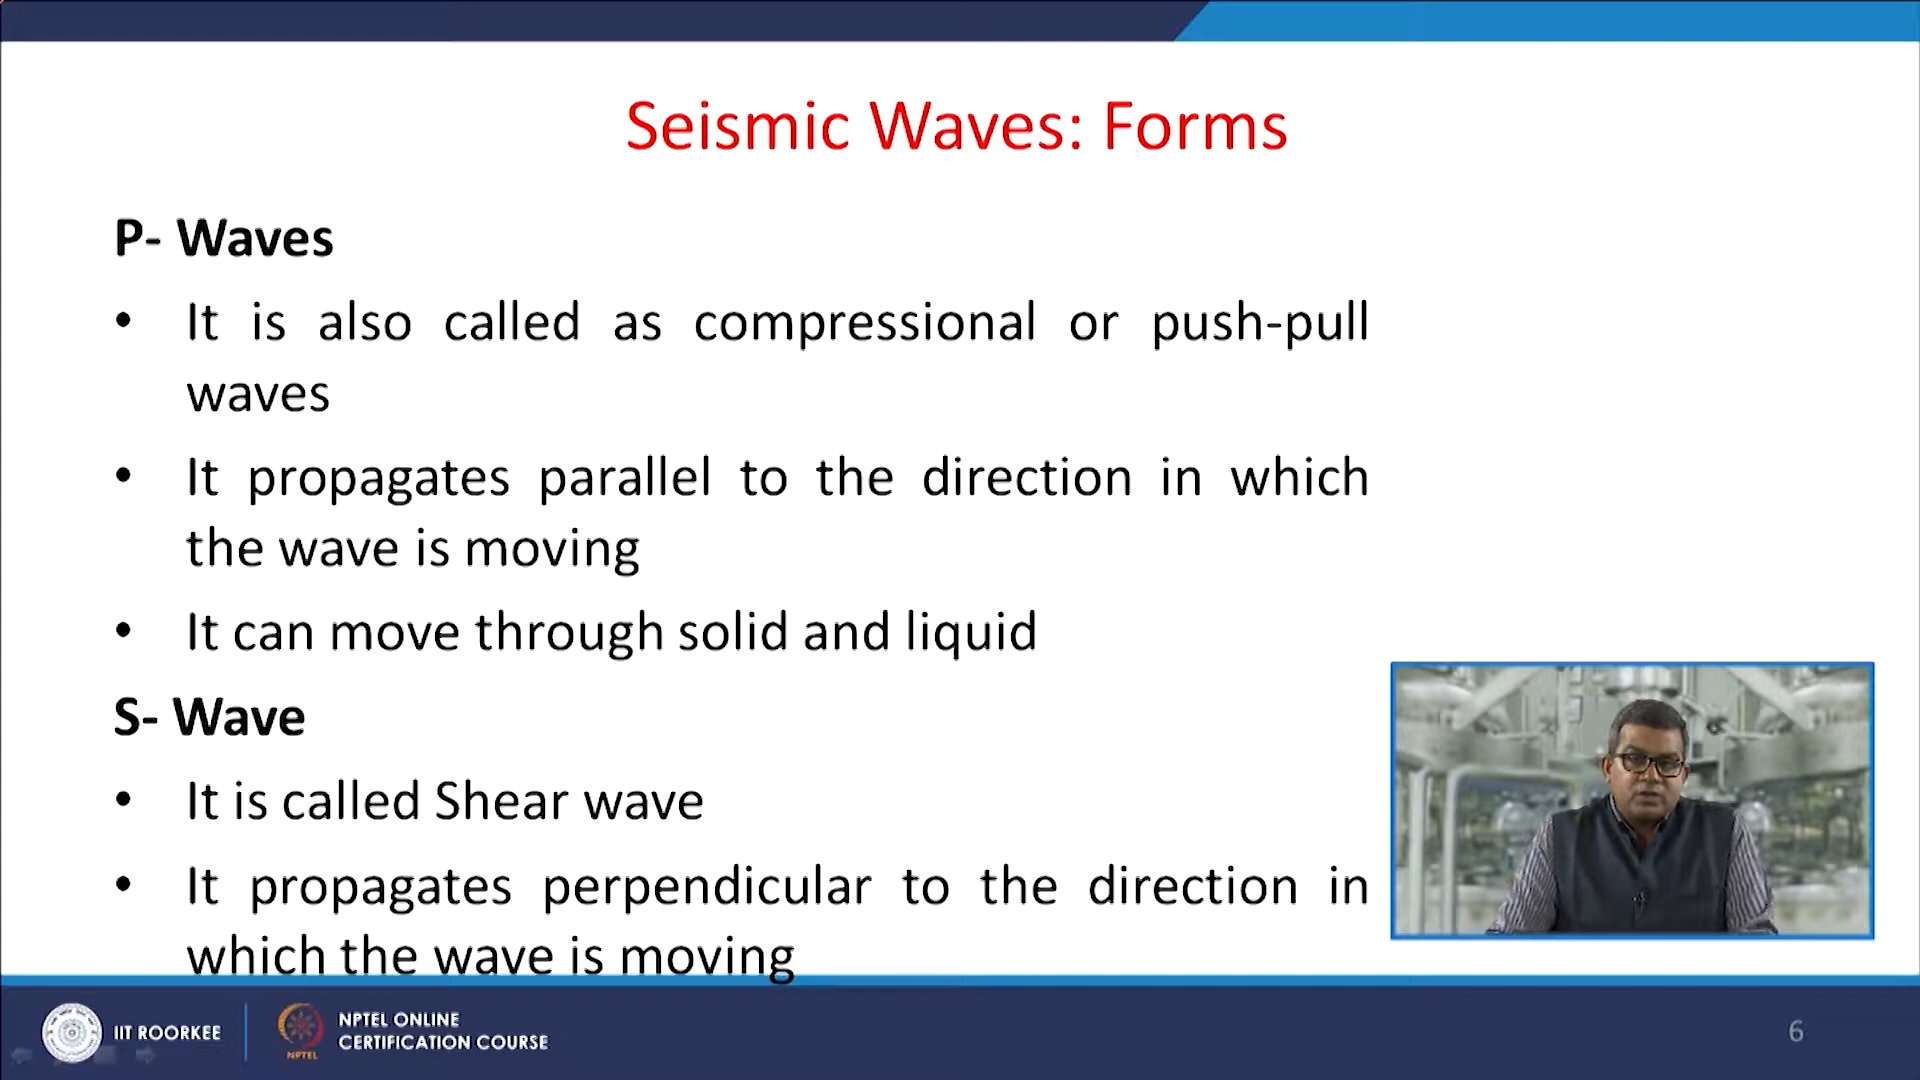 Seismic Waves: Forms
P- Waves
• It is also called as compressional or push-pull
waves
• It propagates parallel to the direction in which
the wave is moving
• It can move through solid and liquid
S- Wave
• It is called Shear wave
• It propagates perpendicular to the direction in
which the wave is moving
IIT ROORKEE
NPTEL
NPTEL ONLINE
CERTIFICATION COURSE
6